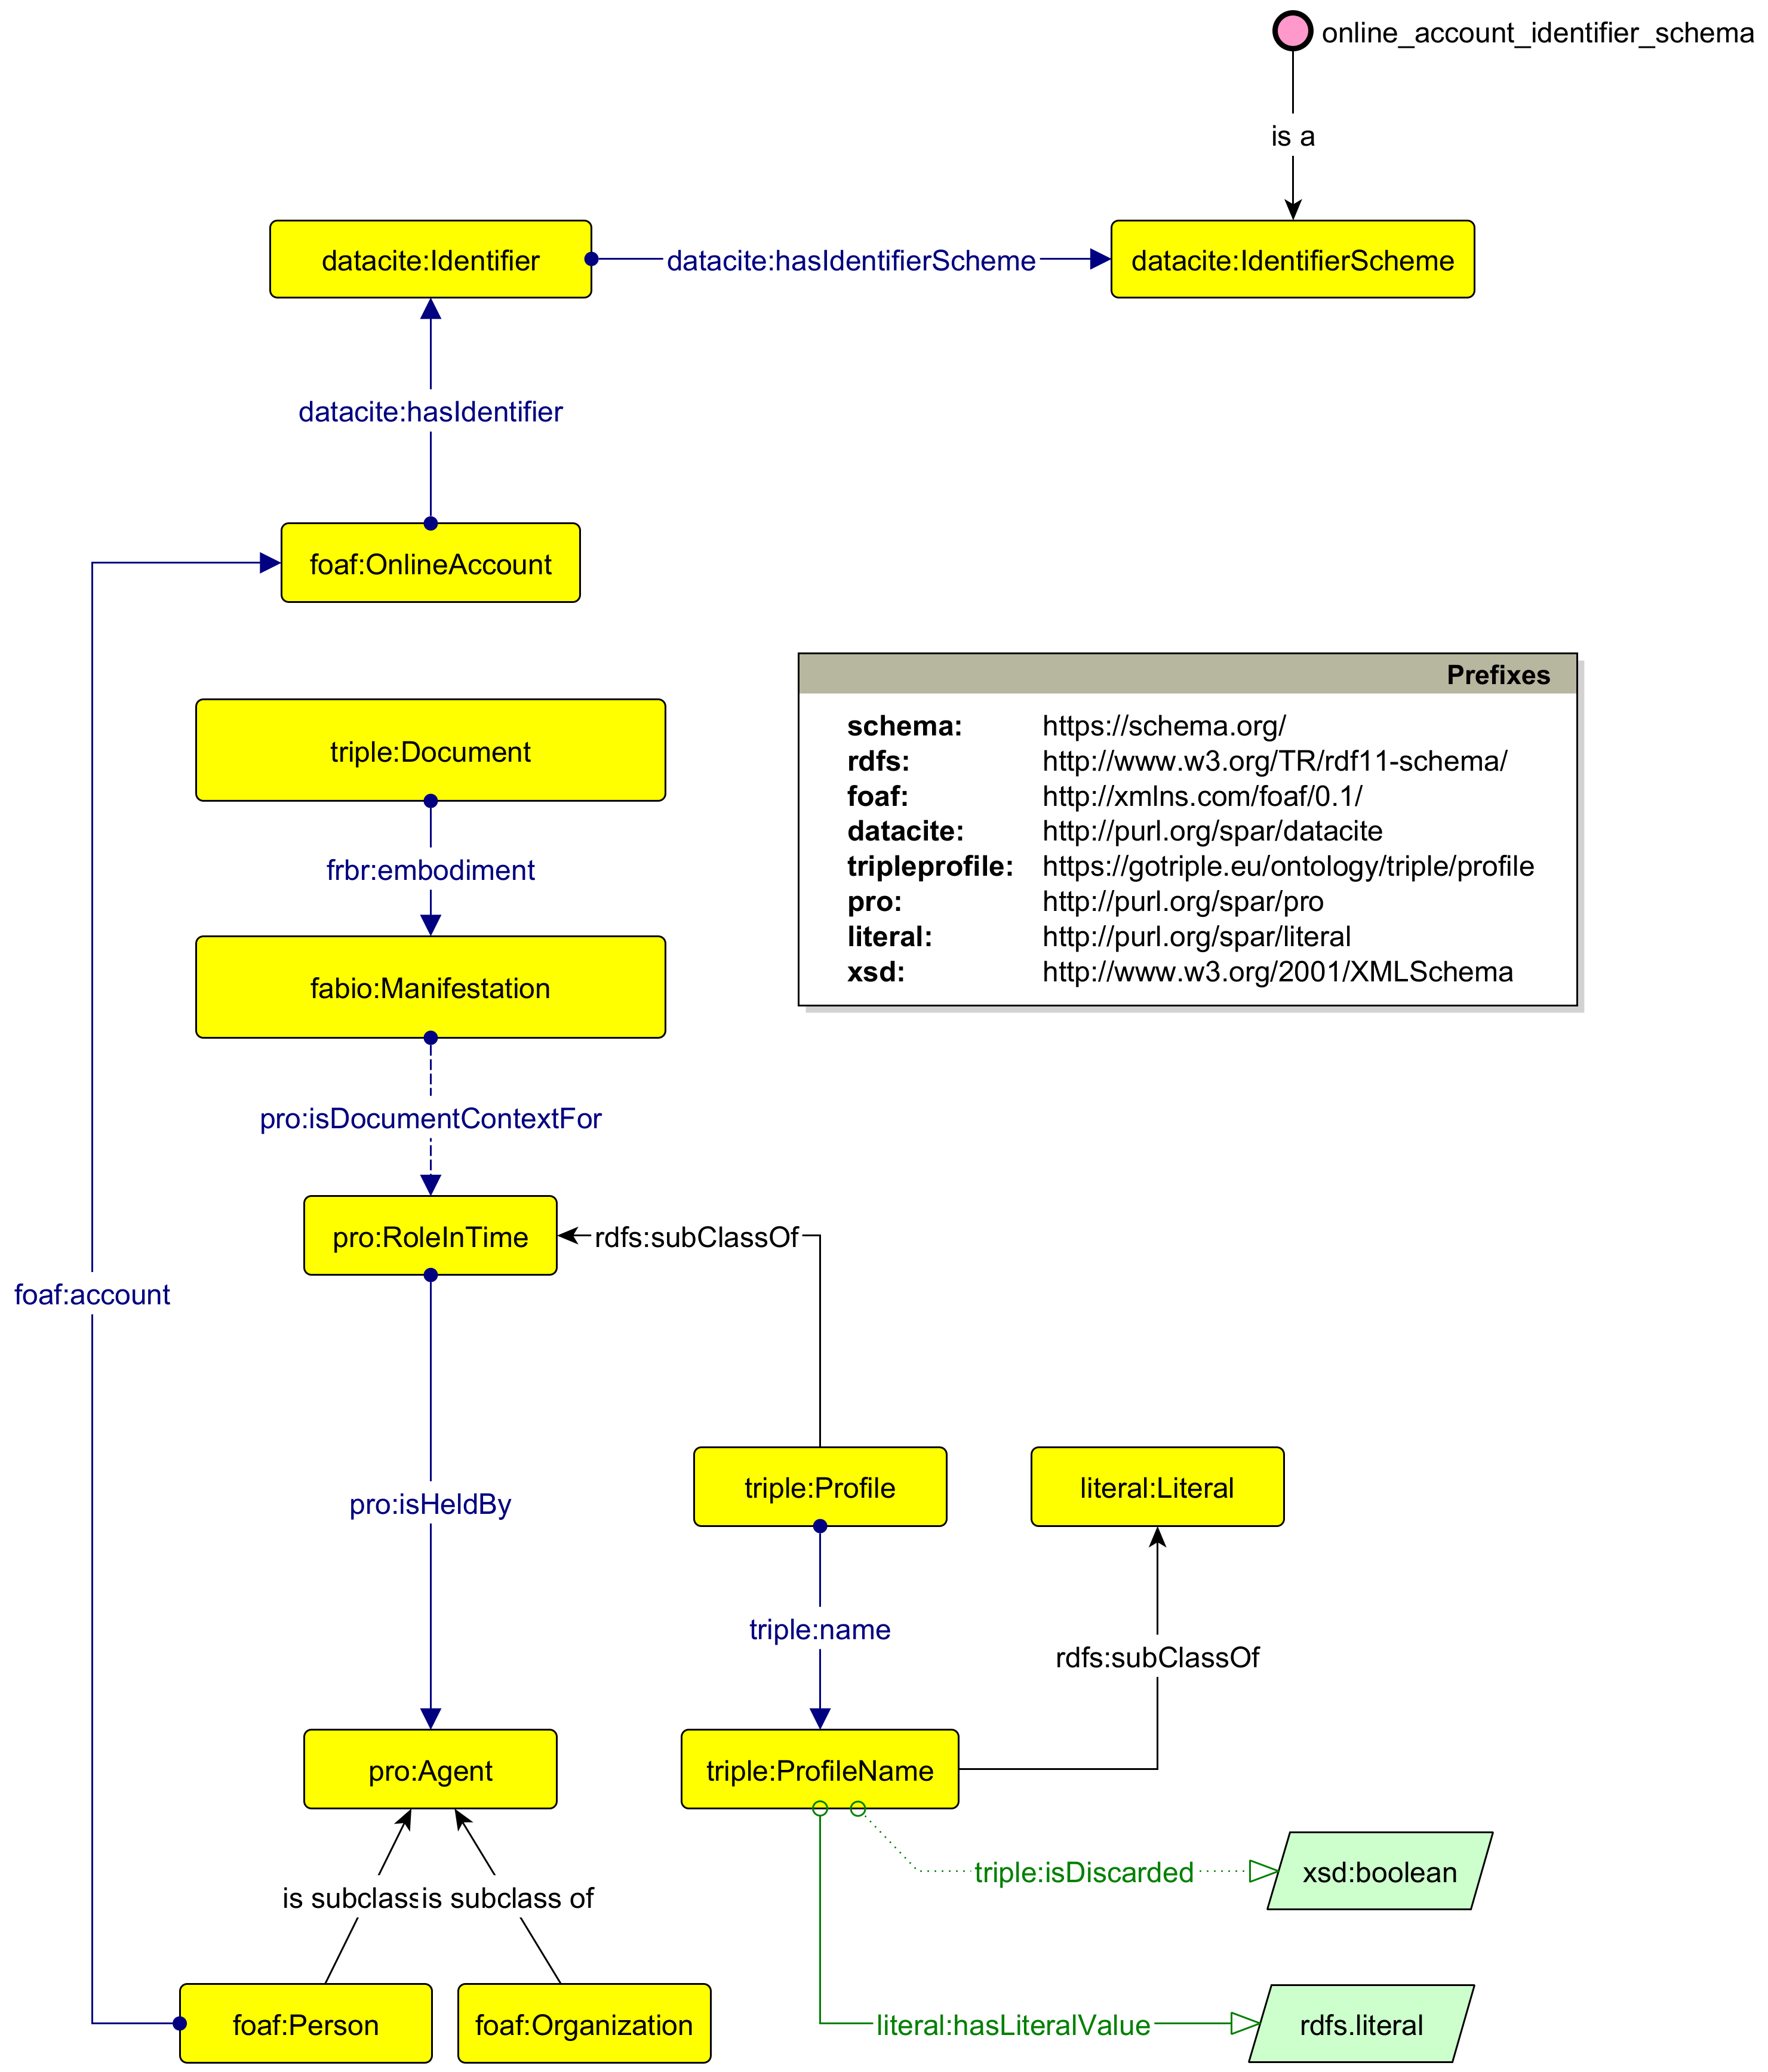 online_account_identifier_schema
is a
datacite:Identifier
datacite:hasIdentifierScheme
datacite:IdentifierScheme
datacite:hasIdentifier
foaf:OnlineAccount
Prefixes
schema: https://schema.org/
rdfs: http://www.w3.org/TR/rdf11-schema/
foaf: http://xmlns.com/foaf/0.1/
datacite: http://purl.org/spar/datacite
tripleprofile: https://gotriple.eu/ontology/triple/profile
pro: http://purl.org/spar/pro
literal: http://purl.org/spar/literal
xsd: http://www.w3.org/2001/XMLSchema
triple:Document
frbr:embodiment
fabio:Manifestation
pro:isDocumentContextFor
pro:RoleInTime
rdfs:subClassOf
foaf:account
triple:Profile
literal:Literal
pro:isHeldBy
triple:name
rdfs:subClassOf
pro:Agent
triple:ProfileName
is subclass
is subclass of
triple:isDiscarded
xsd:boolean
foaf:Person
foaf:Organization
literal:hasLiteralValue
rdfs.literal